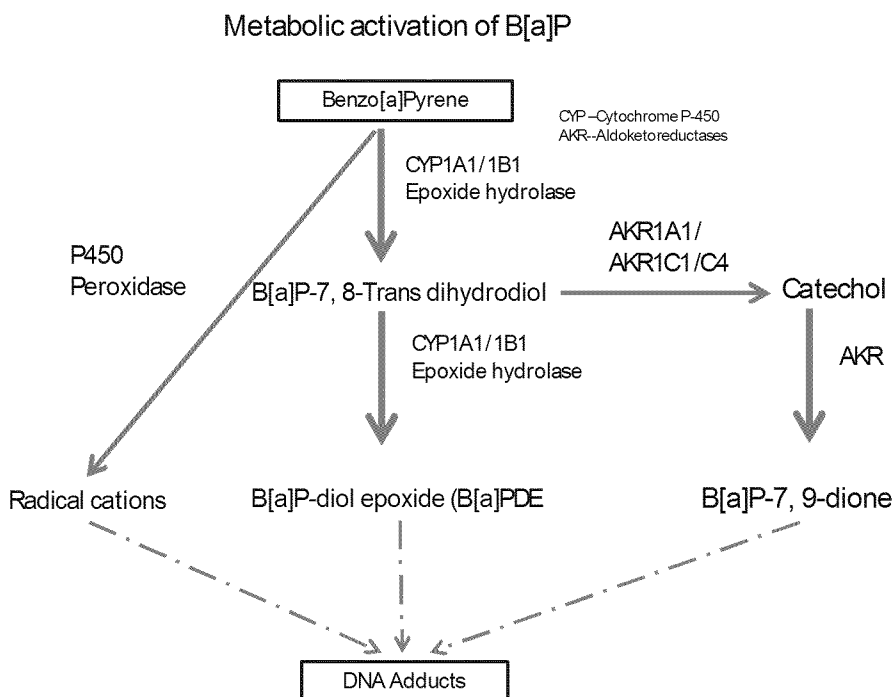 Metabolic activation of B[a]P
Benzo[a]Pyrene
CYP–Cytochrome P-450
AKR--Aldoketoreductases
CYP1A1/1B1
Epoxide hydrolase
P450
Peroxidase
AKR1A1/
AKR1C1/C4
B[a]P-7, 8-Trans dihydrodiol
Catechol
CYP1A1/1B1
Epoxide hydrolase
AKR
Radical cations
B[a]P-diol epoxide (B[a]PDE
B[a]P-7, 9-dione
DNA Adducts